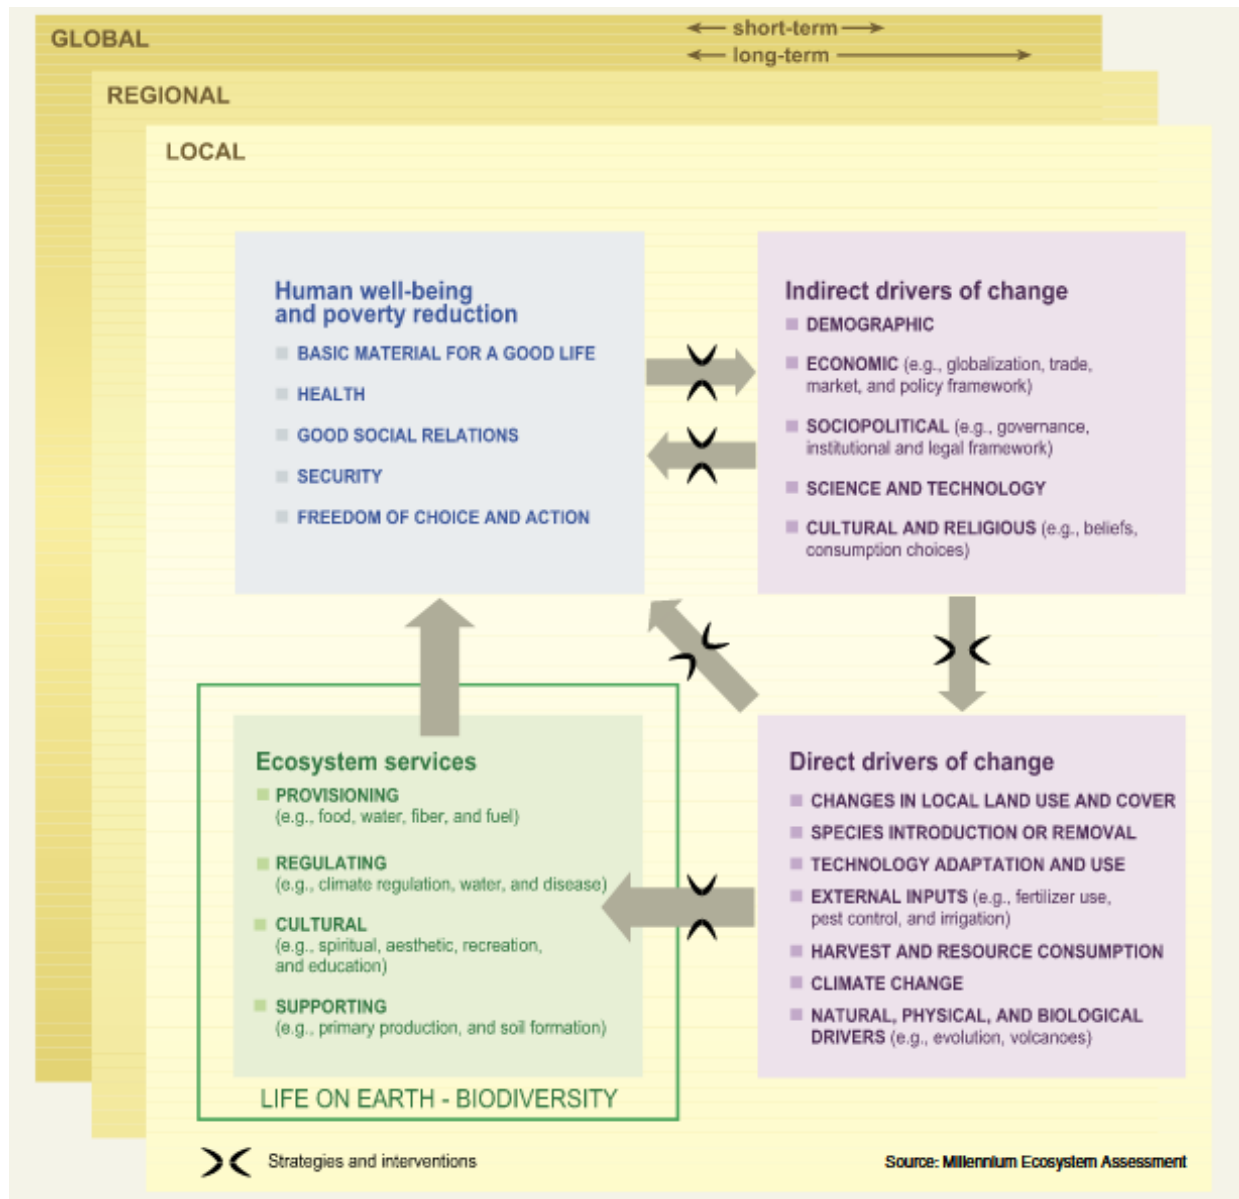 GLOBAL
short-term
long-term
REGIONAL
LOCAL
Human well-being
and poverty reduction
BASIC MATERIAL FOR A GOOD LIFE
HEALTH
GOOD SOCIAL RELATIONS
SECURITY
FREEDOM OF CHOICE AND ACTION
Indirect drivers of change
DEMOGRAPHIC
ECONOMIC (e.g., globalization, trade,
market, and policy framework)
SOCIOPOLITICAL (e.g., governance,
institutional and legal framework)
SCIENCE AND TECHNOLOGY
CULTURAL AND RELIGIOUS (e.g., beliefs,
consumption choices)
Ecosystem services
PROVISIONING
(e.g., food, water, fiber, and fuel)
REGULATING
(e.g., climate regulation, water, and disease)
CULTURAL
(e.g., spiritual, aesthetic, recreation,
and education)
SUPPORTING
(e.g., primary production, and soil formation)
LIFE ON EARTH - BIODIVERSITY
Direct drivers of change
CHANGES IN LOCAL LAND USE AND COVER
SPECIES INTRODUCTION OR REMOVAL
TECHNOLOGY ADAPTATION AND USE
EXTERNAL INPUTS (e.g., fertilizer use,
pest control, and irrigation)
HARVEST AND RESOURCE CONSUMPTION
CLIMATE CHANGE
NATURAL, PHYSICAL, AND BIOLOGICAL
DRIVERS (e.g., evolution, volcanoes)
Strategies and interventions
Source: Millennium Ecosystem Assessment